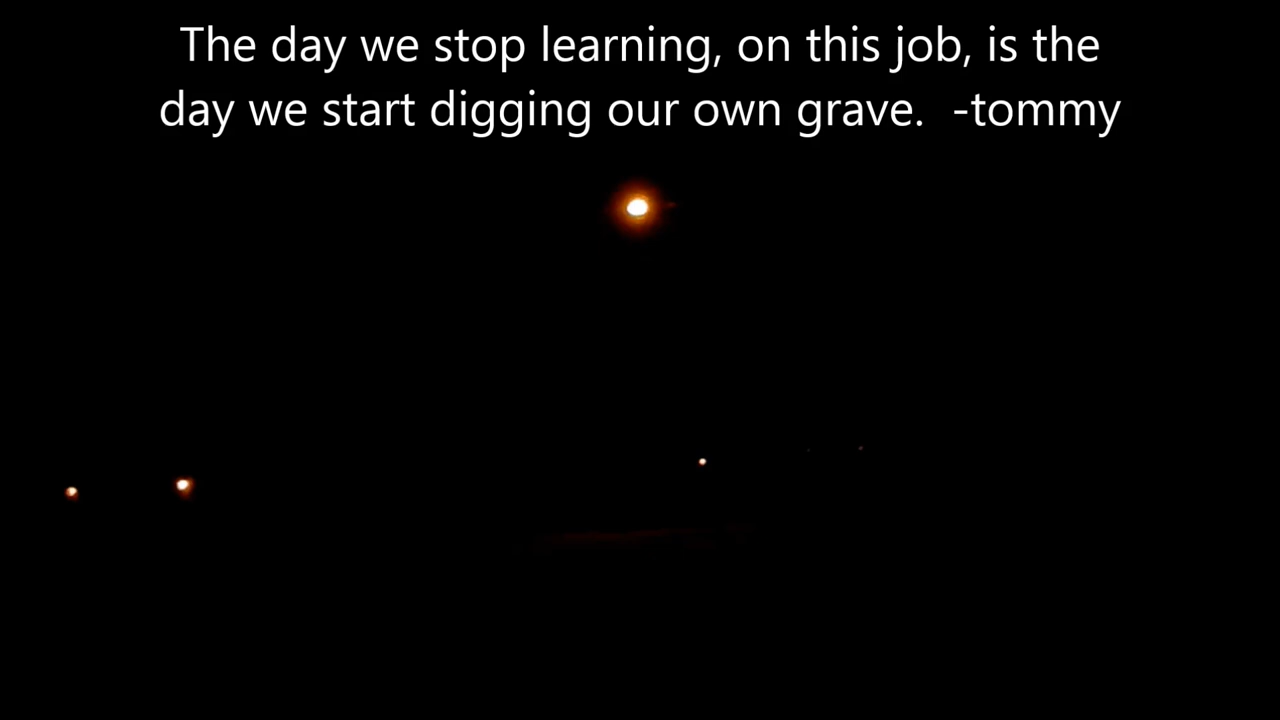 The day we stop learning, on this job, is the
day we start digging our own grave.  -tommy